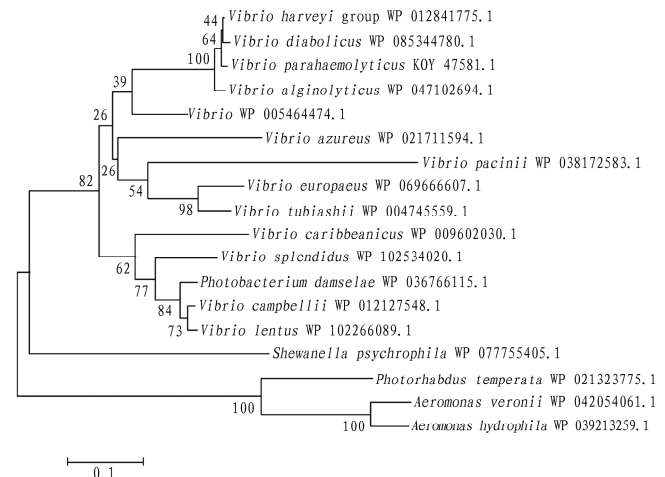 44
Vibrio harveyi group WP 012841775.1
64
Vibrio diabolicus WP 085344780.1
100
Vibrio parahaemolyticus KOY 47581.1
Vibrio alginolyticus WP 047102694.1
39
Vibrio WP 005464474.1
26
Vibrio azureus WP 021711594.1
26
Vibrio pacinii WP 038172583.1
82
54
Vibrio europaeus WP 069666607.1
98
Vibrio tubiashii WP 004745559.1
Vibrio caribbeanicus WP 009602030.1
62
Vibrio splendidus WP 102534020.1
77
Photobacterium damselae WP 036766115.1
84
Vibrio campbellii WP 012127548.1
73
Vibrio lentus WP 102266089.1
Shewanella psychrophila WP 077755405.1
Photorhabdus temperata WP 021323775.1
100
Aeromonas veronii WP 042054061.1
100
Aeromonas hydrophila WP 039213259.1
0.1